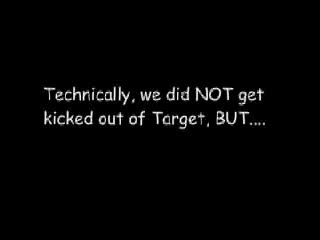 Technically, we did NOT get
kicked out of Target, BUT....